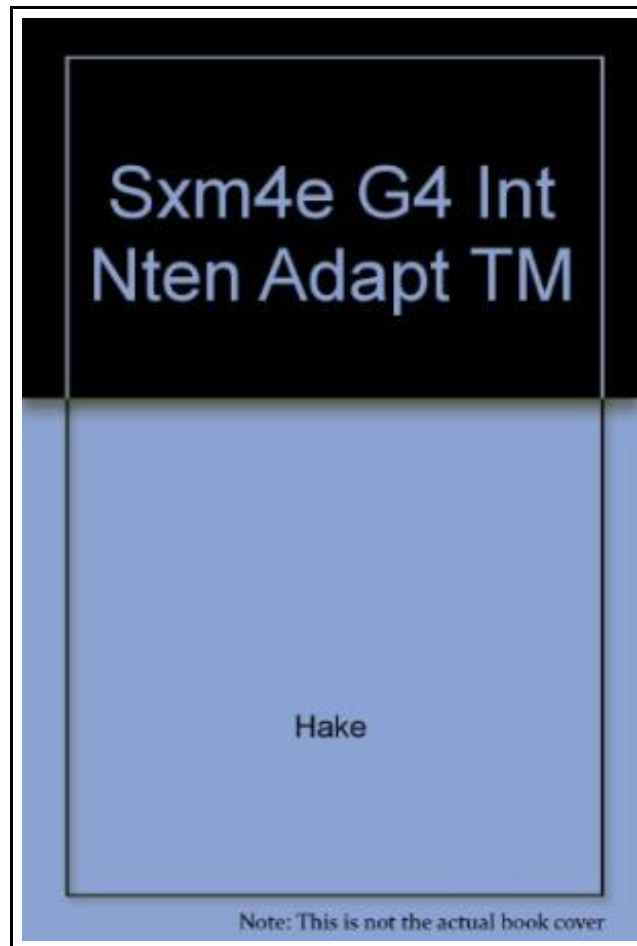 Sxm4e G4 Int
Nten Adapt TM
Hake
Note: This is not the actual book cover